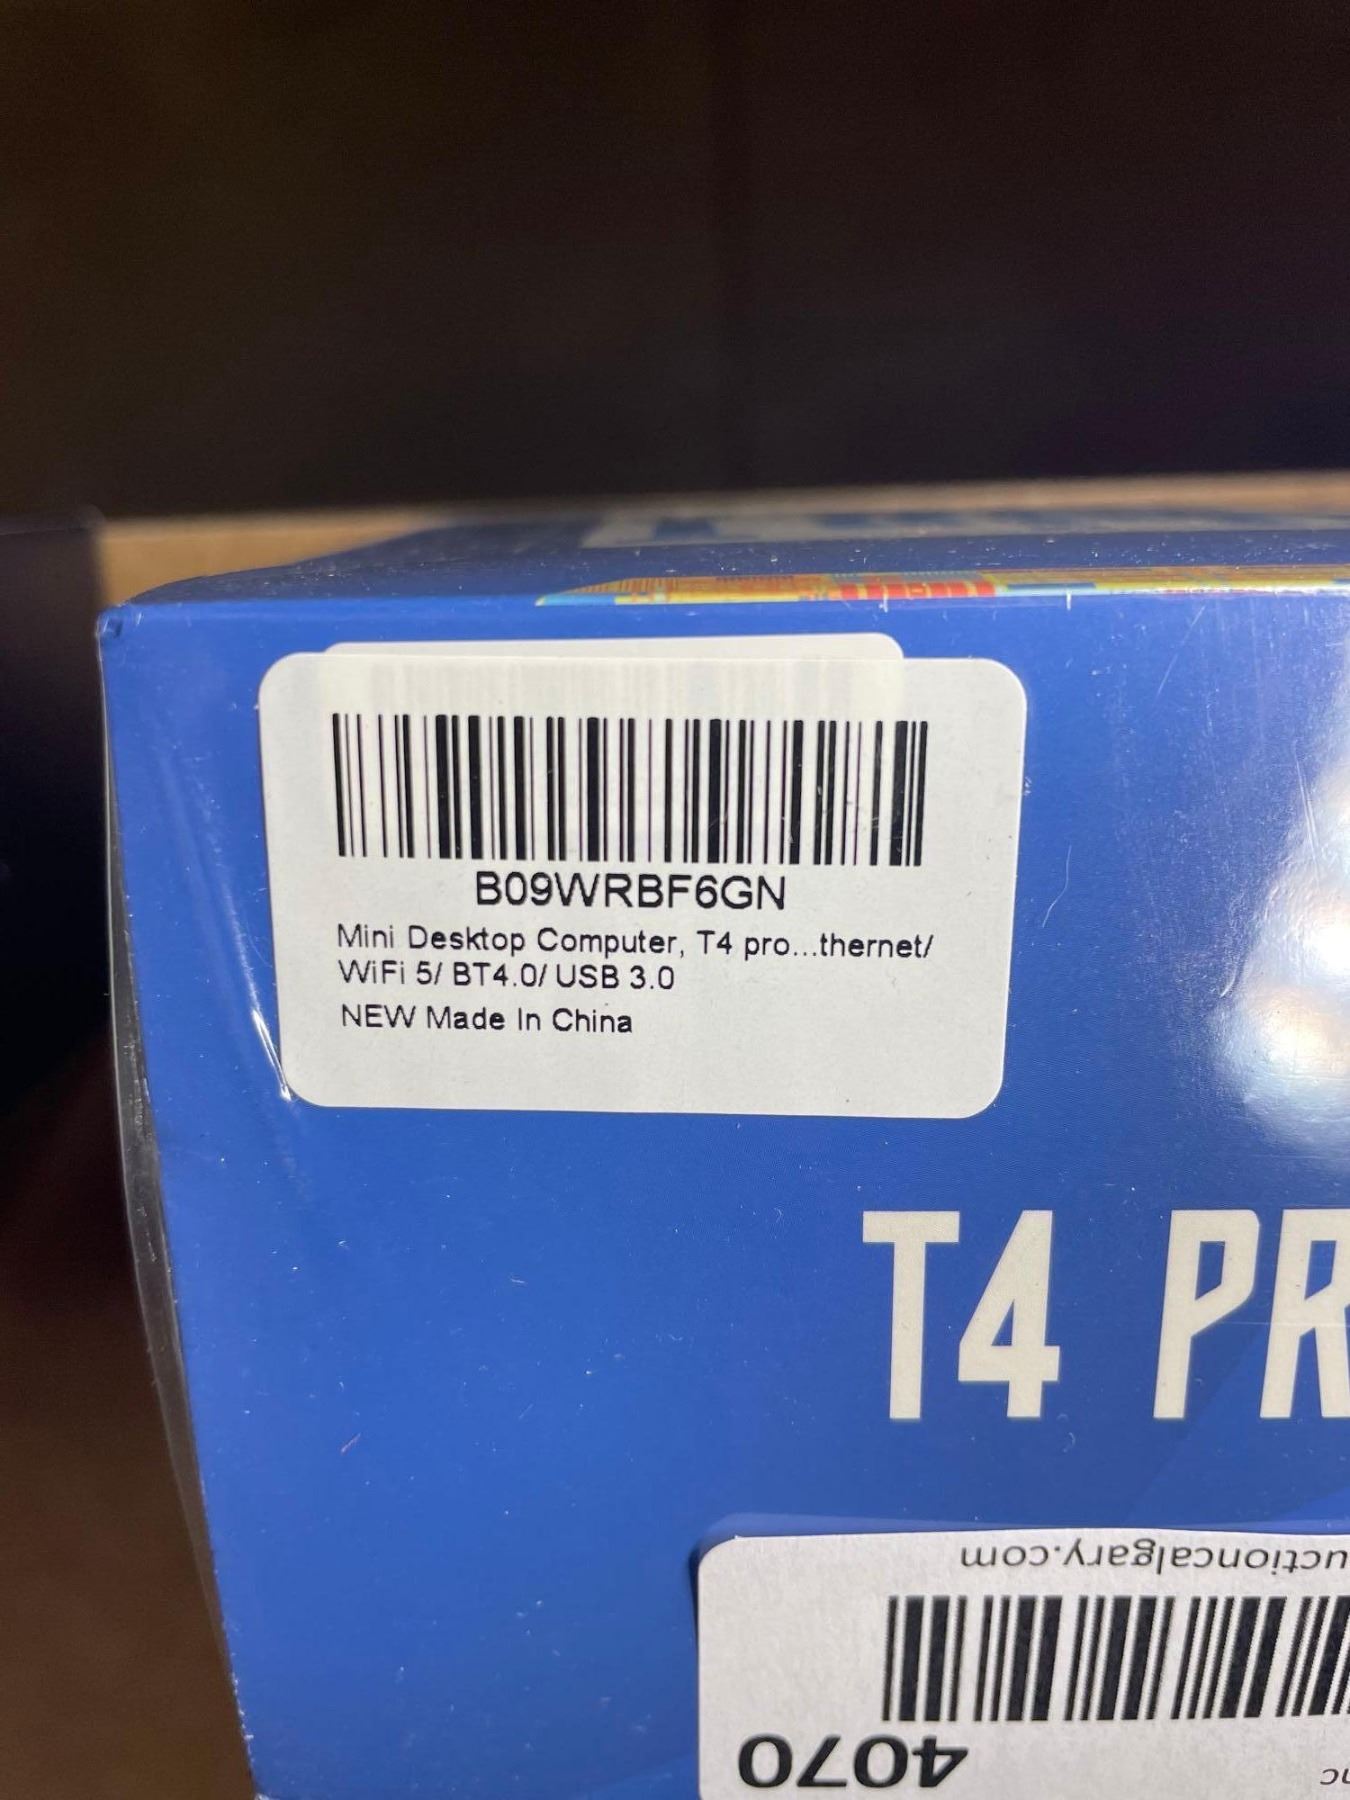 B09WRBF6GN
Mini Desktop Computer, T4 pro...thernet/
WiFi 5/ BT4.0/ USB 3.0
NEW Made In China
T4 PR
uctioncalgary.com
4070